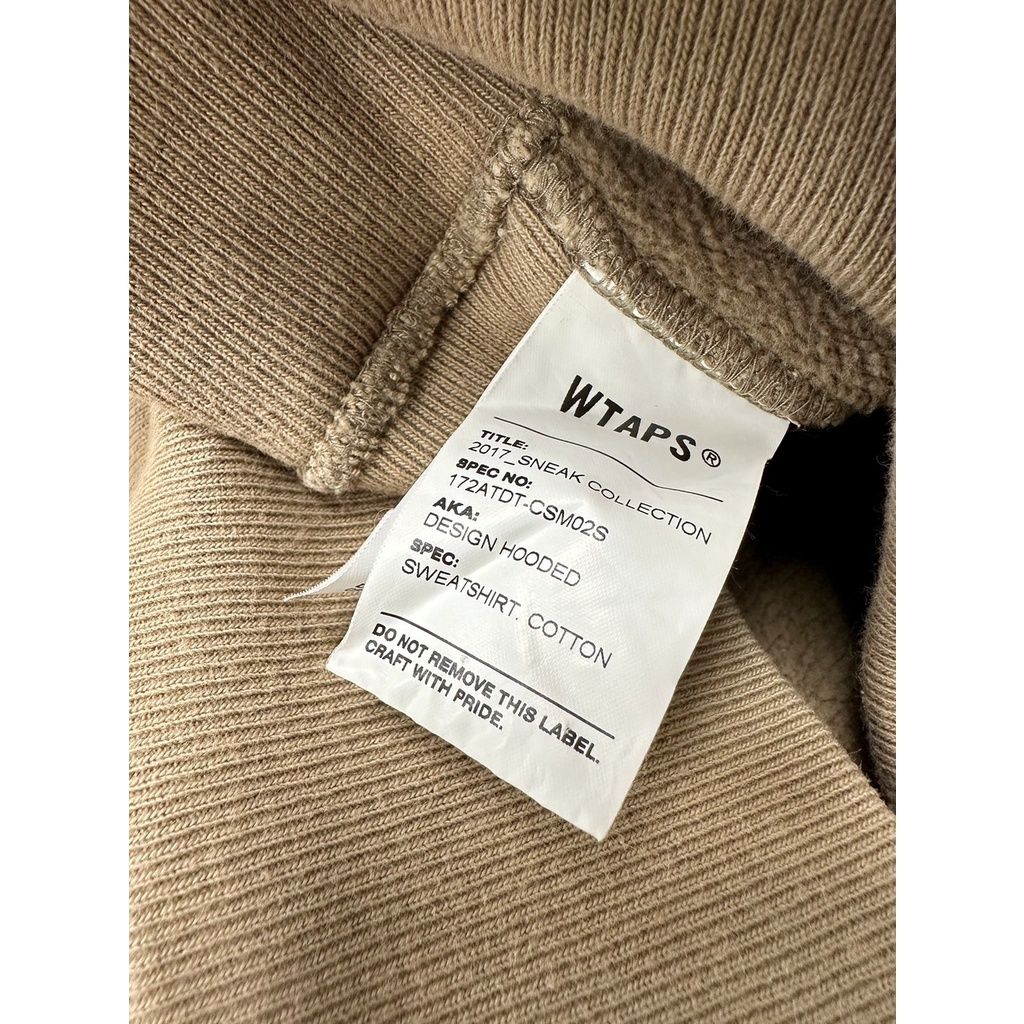 WTAPS®
TITLE:
2017_SNEAK COLLECTION
SPEC NO:
172ATDT-CSM02S
AKA:
DESIGN HOODED
SPEC:
SWEATSHIRT. COTTON
DO NOT REMOVE THIS LABEL.
CRAFT WITH PRIDE.